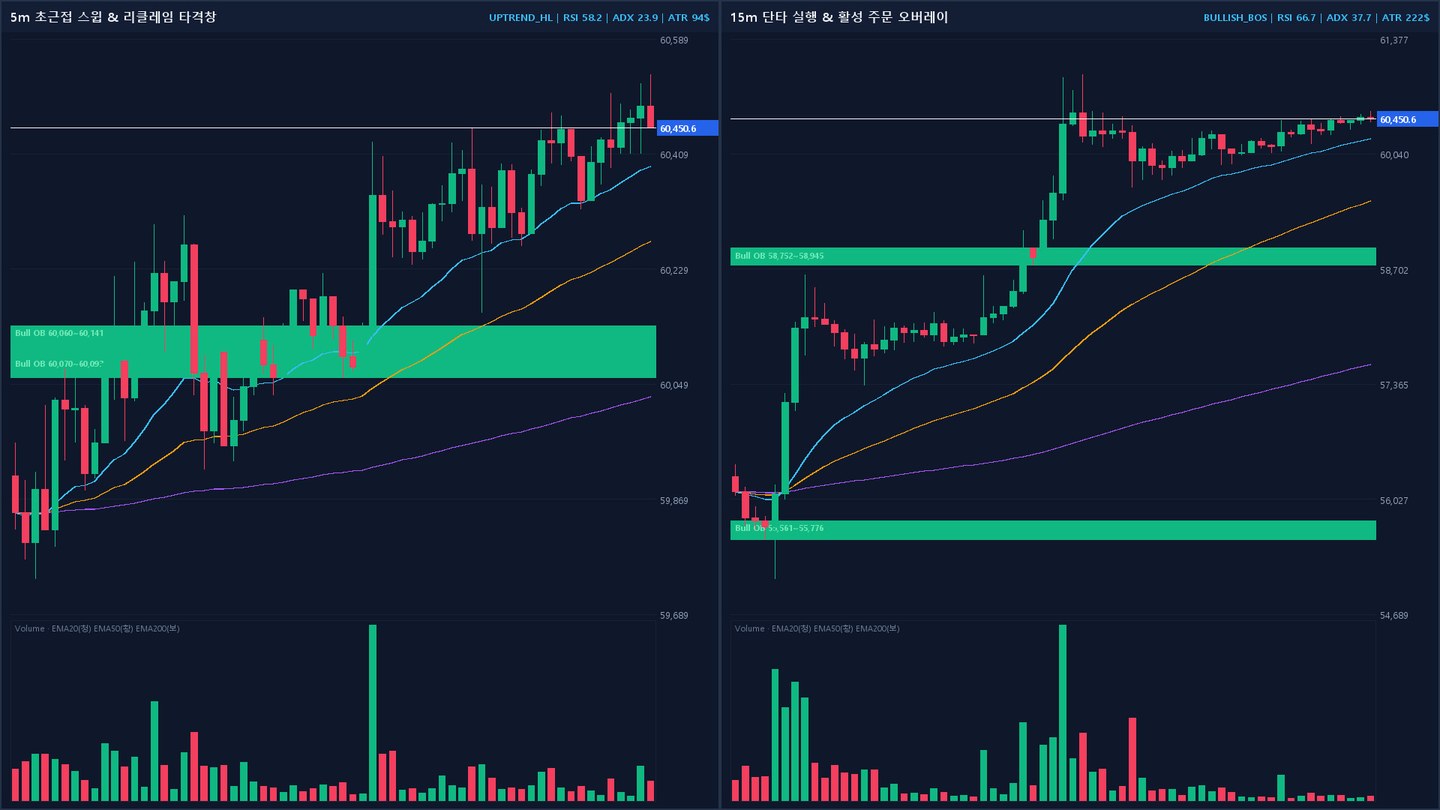 5m 초근접 스윕 & 리클레임 타격창
UPTREND_HL | RSI 58.2 | ADX 23.9 | ATR 94$
60,589
60,450.6
60,409
60,229
Bull OB 60,060~60,141
Bull OB 60,070~60,092
60,049
59,869
59,689
Volume · EMA20(청) EMA50(황) EMA200(보)
15m 단타 실행 & 활성 주문 오버레이
BULLISH_BOS | RSI 66.7 | ADX 37.7 | ATR 222$
61,377
60,450.6
60,040
Bull OB 58,752~58,945
58,702
57,365
56,027
Bull OB 55,561~55,776
54,689
Volume · EMA20(청) EMA50(황) EMA200(보)